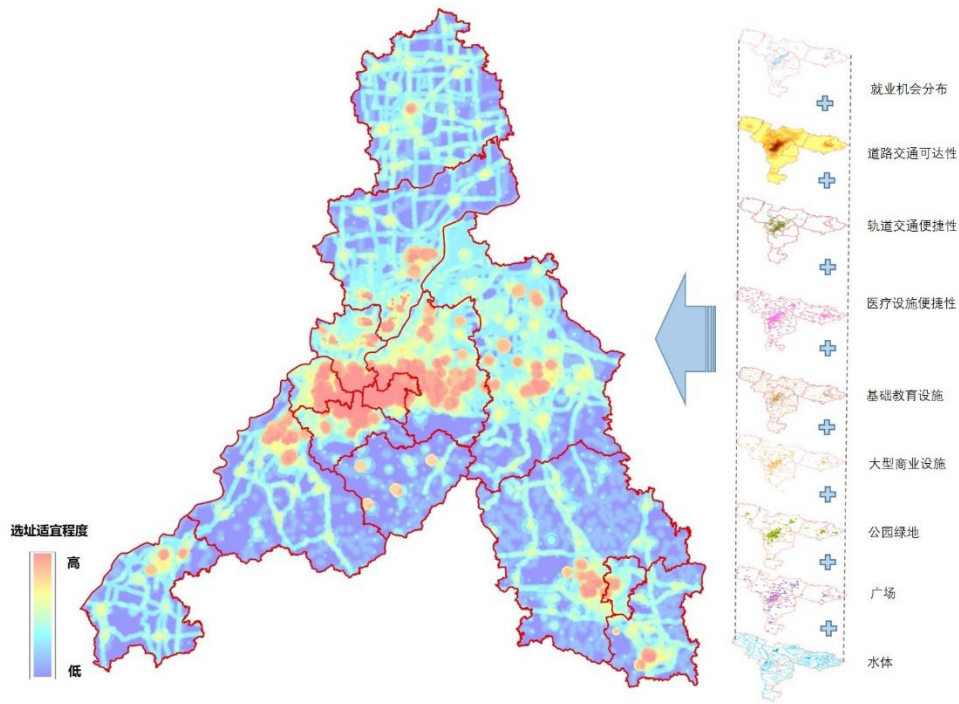 就业机会分布
道路交通可达性
轨道交通便捷性
医疗设施便捷性
基础教育设施
大型商业设施
公园绿地
广场
水体
选址适宜程度
高
低